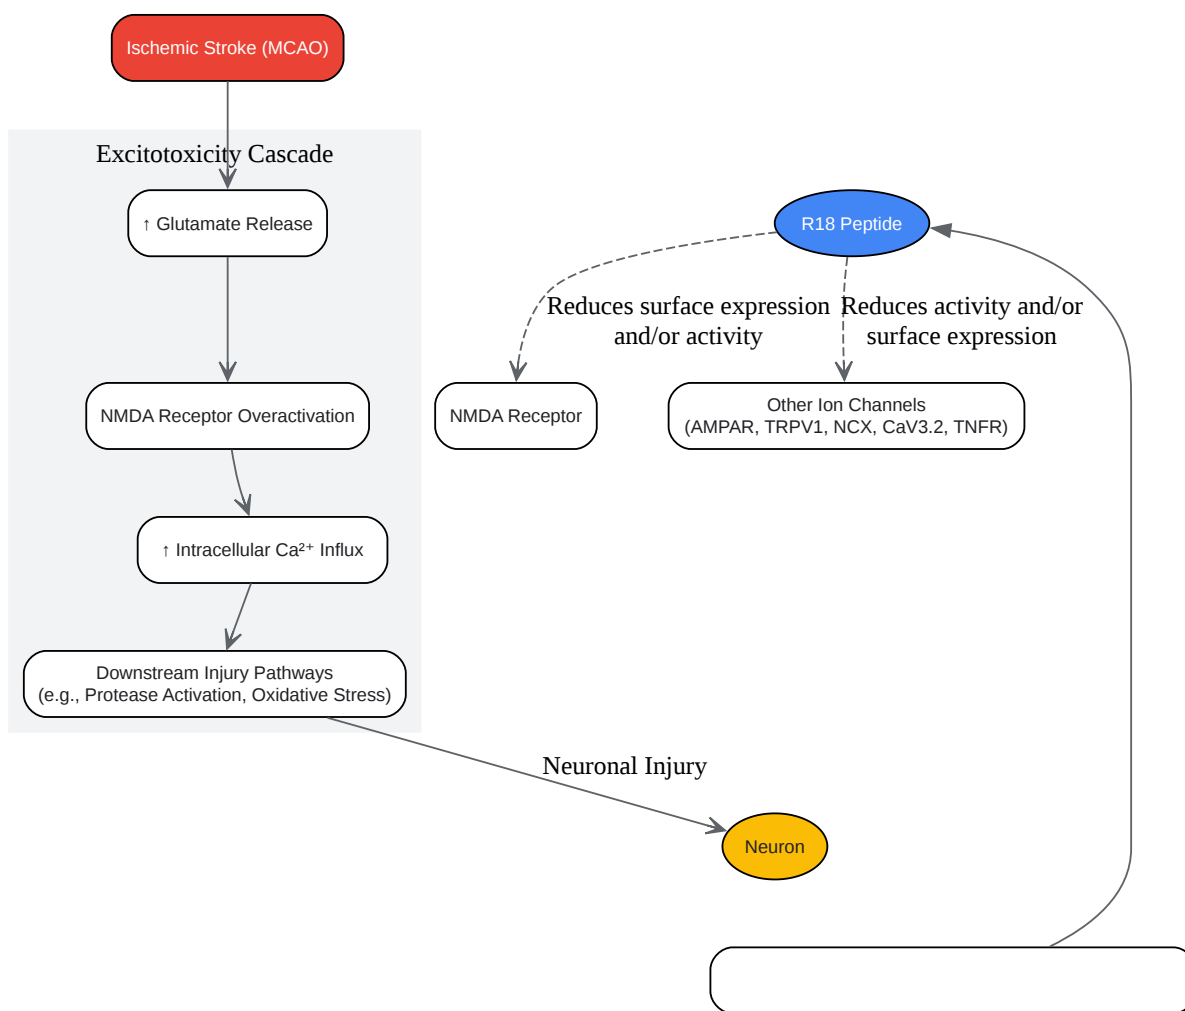 Ischemic Stroke (MCAO)
Excitotoxicity Cascade
↑ Glutamate Release
R18 Peptide
Reduces surface expression
and/or activity
Reduces activity and/or
surface expression
NMDA Receptor Overactivation
NMDA Receptor
Other Ion Channels
(AMPAR, TRPV1, NCX, CaV3.2, TNFR)
↑ Intracellular Ca²⁺ Influx
Downstream Injury Pathways
(e.g., Protease Activation, Oxidative Stress)
Neuronal Injury
Neuron